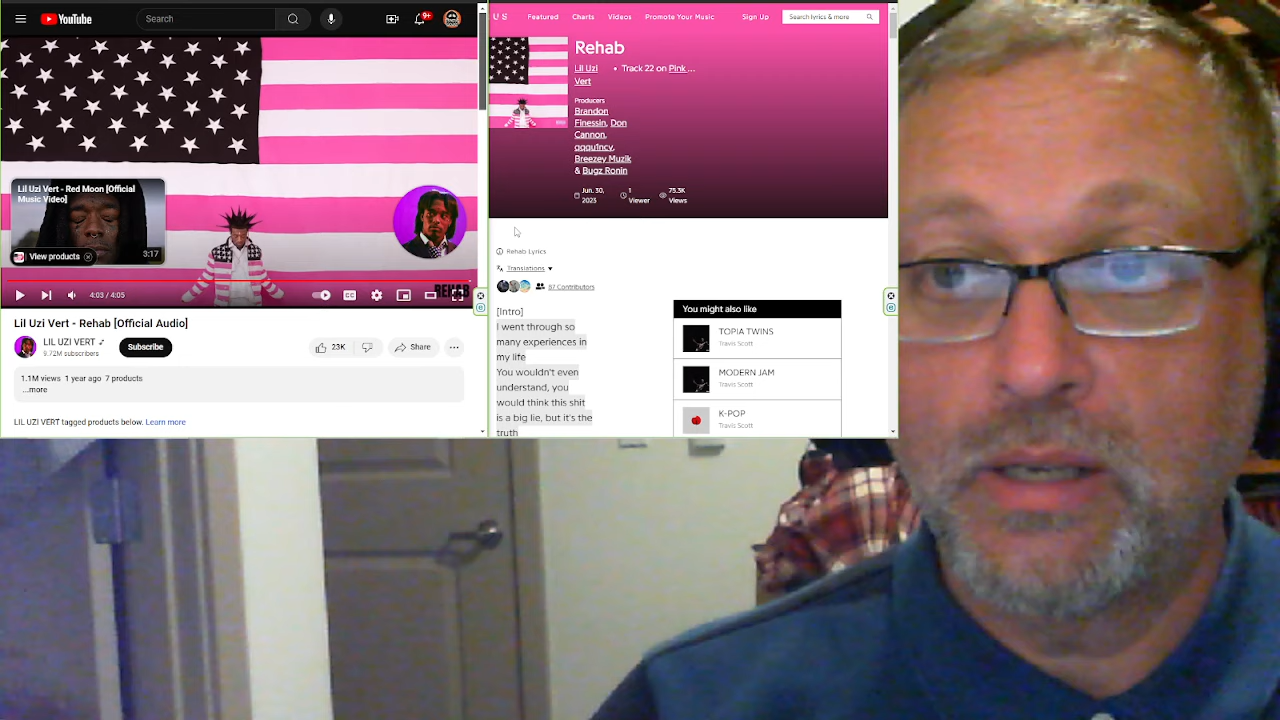 YouTube
Search
9+
Lil Uzi Vert - Red Moon [Official
Music Video]
View products
3:17
4:03 / 4:05
CC
REHAB
Lil Uzi Vert - Rehab [Official Audio]
LIL UZI VERT
9.72M subscribers
Subscribe
23K
Share
1.1M views 1 year ago 7 products
...more
LIL UZI VERT tagged products below. Learn more
U S
Featured
Charts
Videos
Promote Your Music
Sign Up
Search lyrics & more
Rehab
Lil Uzi
Vert
• Track 22 on Pink ...
Producers
Brandon
Finessin, Don
Cannon,
qqqu1ncy,
Breezey Muzik
& Bugz Ronin
Jun. 30,
2023
1
Viewer
75.3K
Views
Rehab Lyrics
Translations
87 Contributors
[Intro]
I went through so
many experiences in
my life
You wouldn't even
understand, you
would think this shit
is a big lie, but it's the
truth
You might also like
TOPIA TWINS
Travis Scott
MODERN JAM
Travis Scott
K-POP
Travis Scott